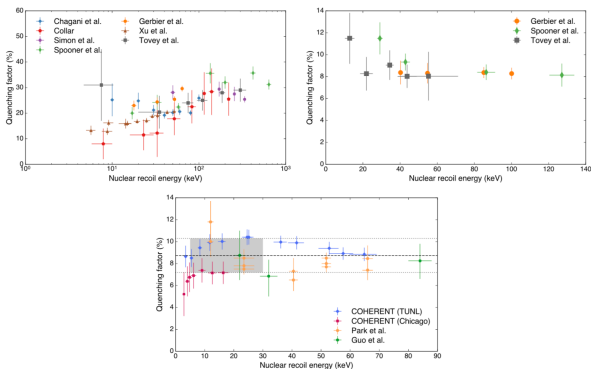 60
50
40
30
20
10
0
Quenching factor (%)
Chagani et al.
Collar
Simon et al.
Spooner et al.
Gerbier et al.
Xu et al.
Tovey et al.
10⁰
10¹
10²
10³
Nuclear recoil energy (keV)
14
12
10
8
6
4
2
0
Quenching factor (%)
Gerbier et al.
Spooner et al.
Tovey et al.
0
20
40
60
80
100
120
140
Nuclear recoil energy (keV)
14
12
10
8
6
4
2
0
Quenching factor (%)
COHERENT (TUNL)
COHERENT (Chicago)
Park et al.
Guo et al.
0
10
20
30
40
50
60
70
80
90
Nuclear recoil energy (keV)